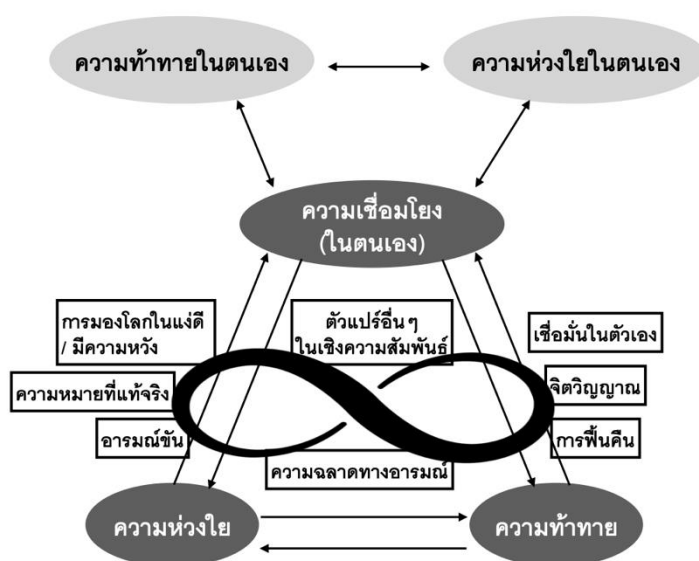 ความท้าทายในตนเอง
ความห่วงใยในตนเอง
ความเชื่อมโยง
(ในตนเอง)
การมองโลกในแง่ดี
/ มีความหวัง
ตัวแปร์อื่นๆ
ในเชิงความสัมพันธ์
เชื่อมั่นในตัวเอง
ความหมายที่แท้จริง
จิตวิญญาณ
อารมณ์ขัน
การฟื้นคืน
ความฉลาดทางอารมณ์
ความห่วงใย
ความท้าทาย